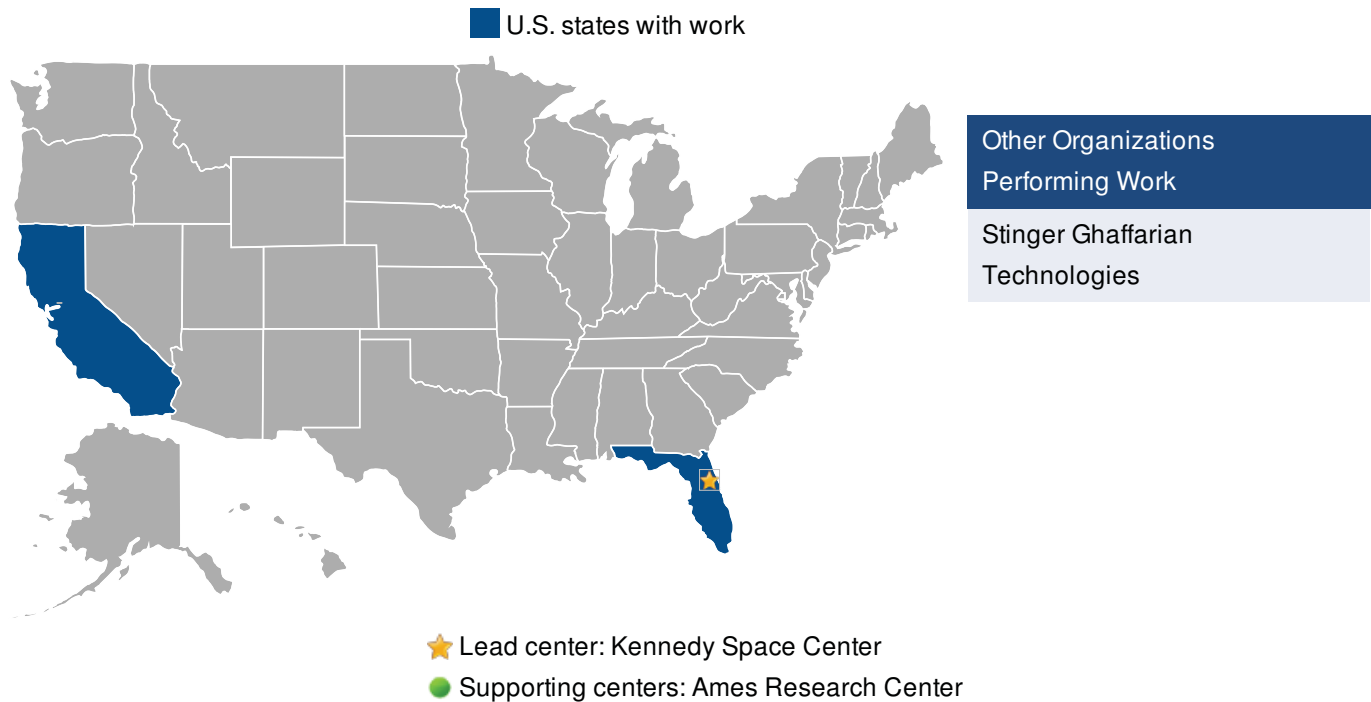 U.S. states with work
Other Organizations
Performing Work
Stinger Ghaffarian
Technologies
Lead center: Kennedy Space Center
Supporting centers: Ames Research Center